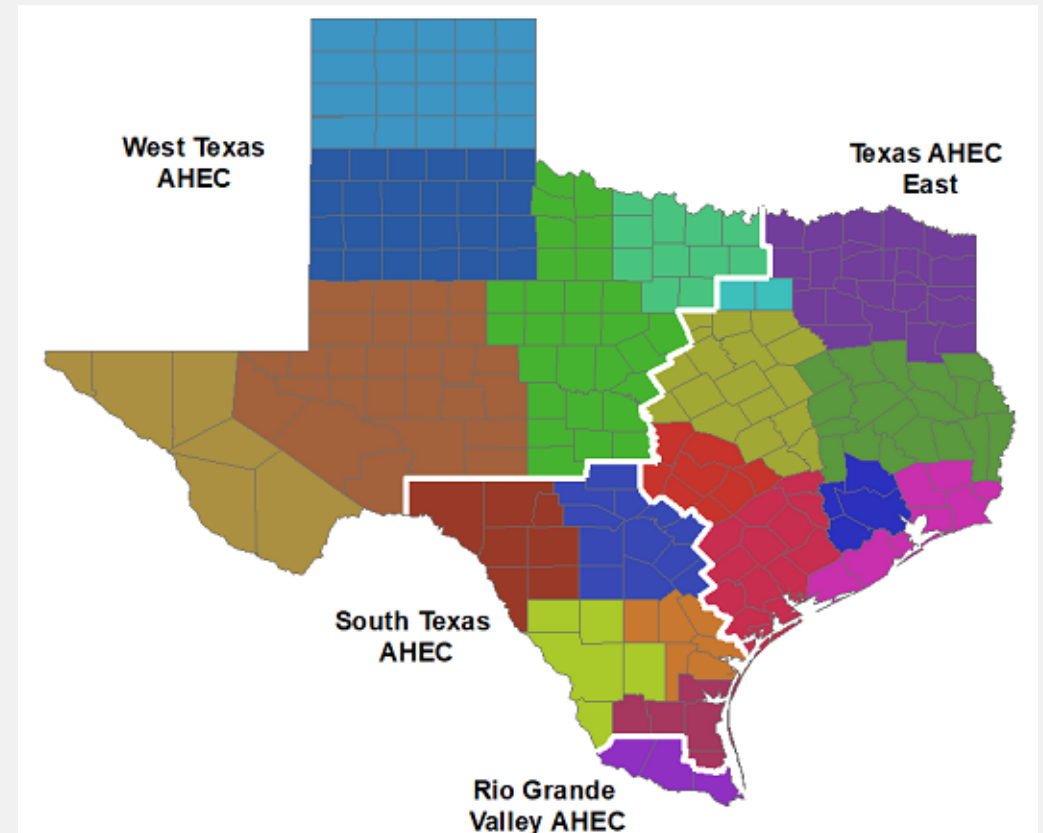 West Texas
AHEC
Texas AHEC
East
South Texas
AHEC
Rio Grande
Valley AHEC